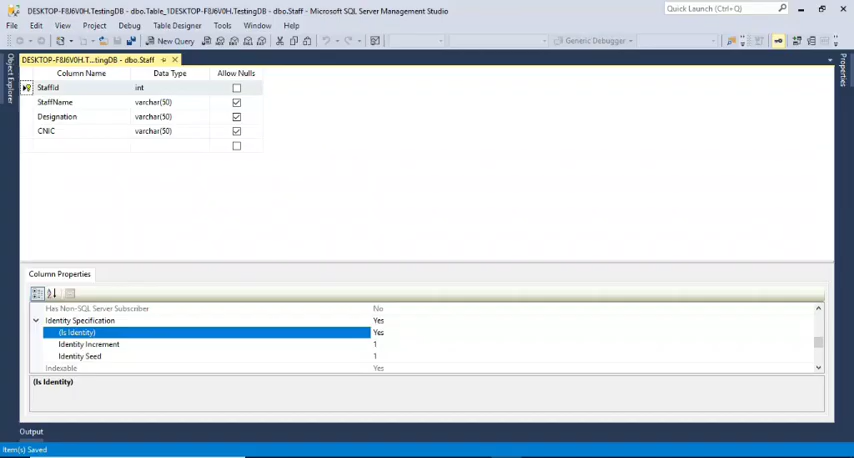 DESKTOP-F8J6V0H.TestingDB - dbo.Table_1DESKTOP-F8J6V0H.TestingDB - dbo.Staff - Microsoft SQL Server Management Studio
Quick Launch (Ctrl+Q)
File Edit View Project Debug Table Designer Tools Window Help
New Query
Generic Debugger
Object Explorer
DESKTOP-F8J6V0H.T...tingDB - dbo.Staff
Properties
Column Name Data Type Allow Nulls
StaffId int
StaffName varchar(50)
Designation varchar(50)
CNIC varchar(50)
Column Properties
Has Non-SQL Server Subscriber No
Identity Specification Yes
(Is Identity) Yes
Identity Increment 1
Identity Seed 1
Indexable Yes
(Is Identity)
Output
Item(s) Saved